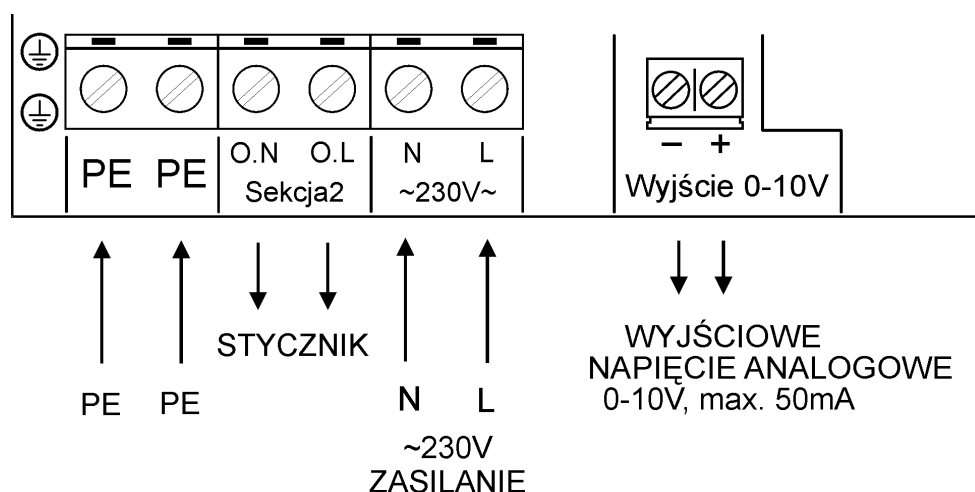 PE PE
O.N O.L
Sekcja2
N L
~230V~
− +
Wyjście 0-10V
PE PE
STYCZNIK
N L
~230V
ZASILANIE
WYJŚCIOWE
NAPIĘCIE ANALOGOWE
0-10V, max. 50mA